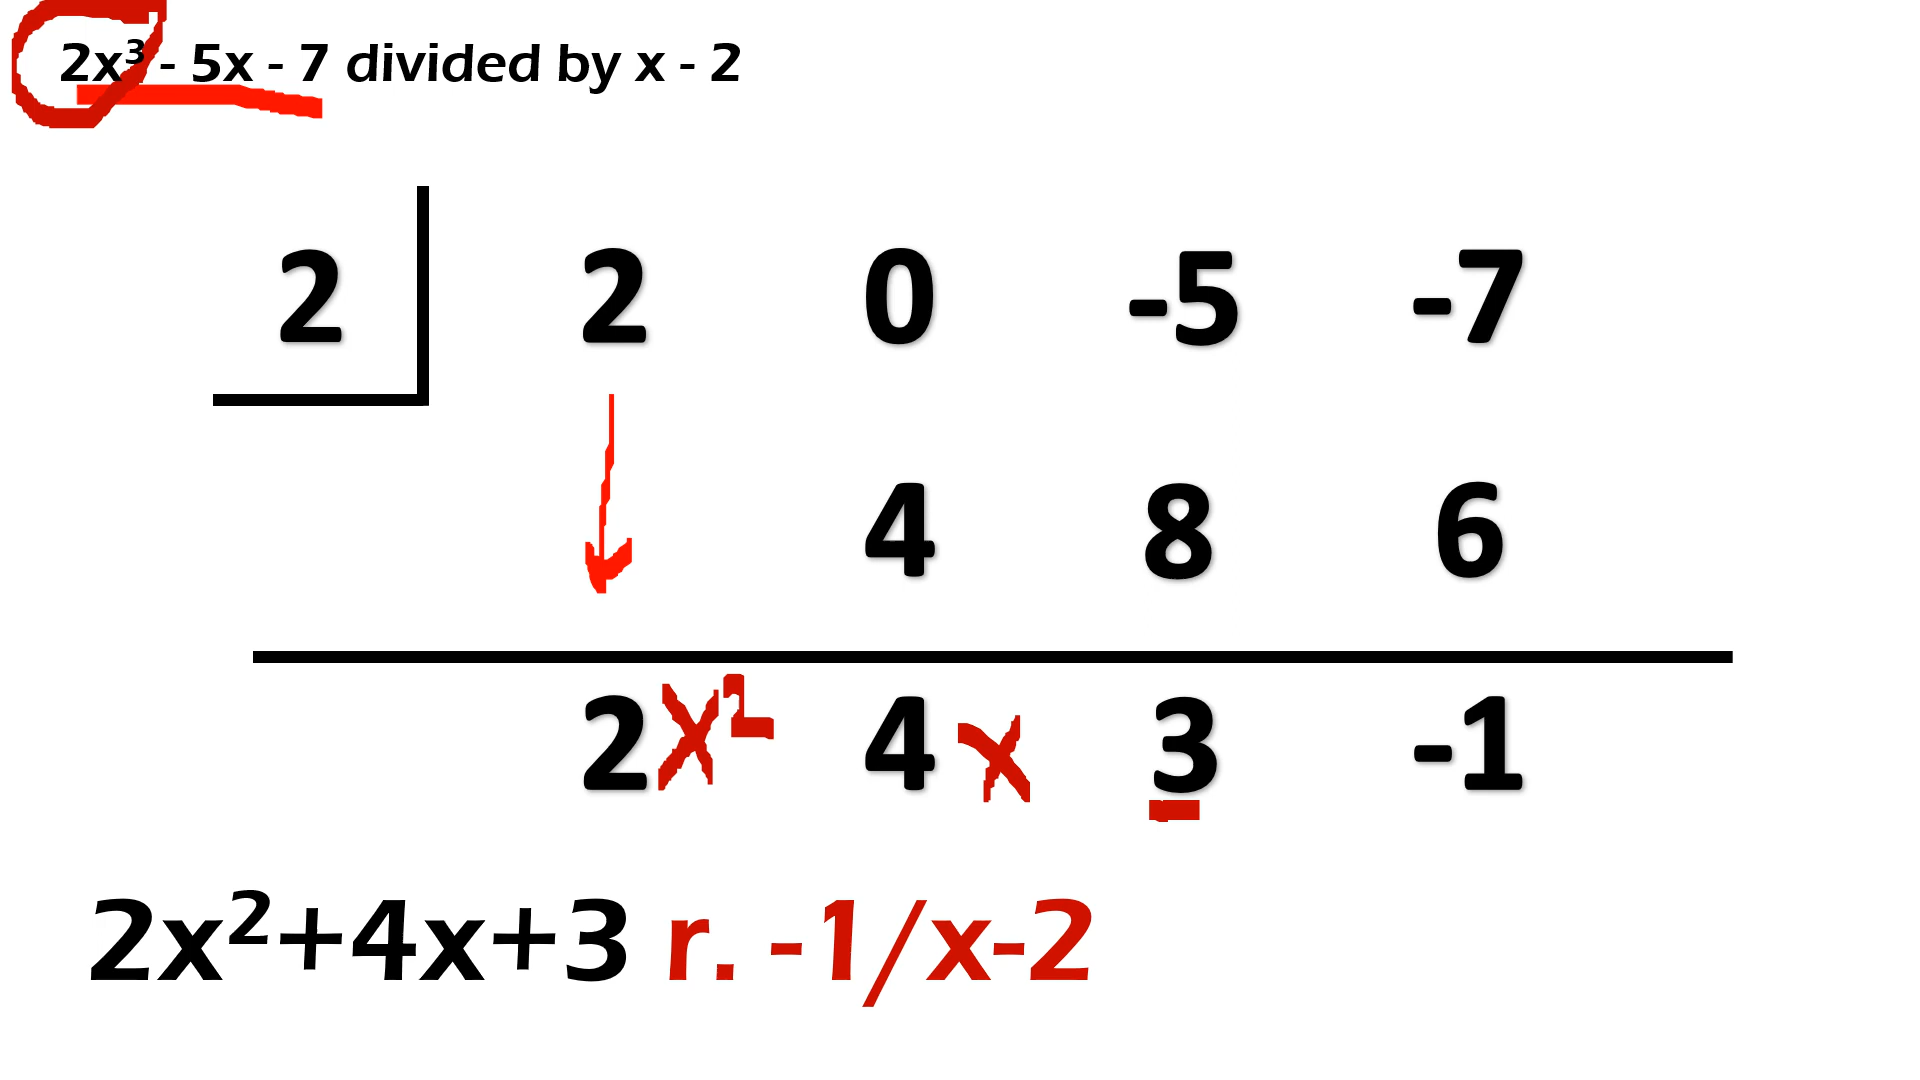 2x³ - 5x - 7 divided by x - 2
2 2 0 -5 -7
4 8 6
2x² 4x 3 -1
2x²+4x+3 r. -1/x-2